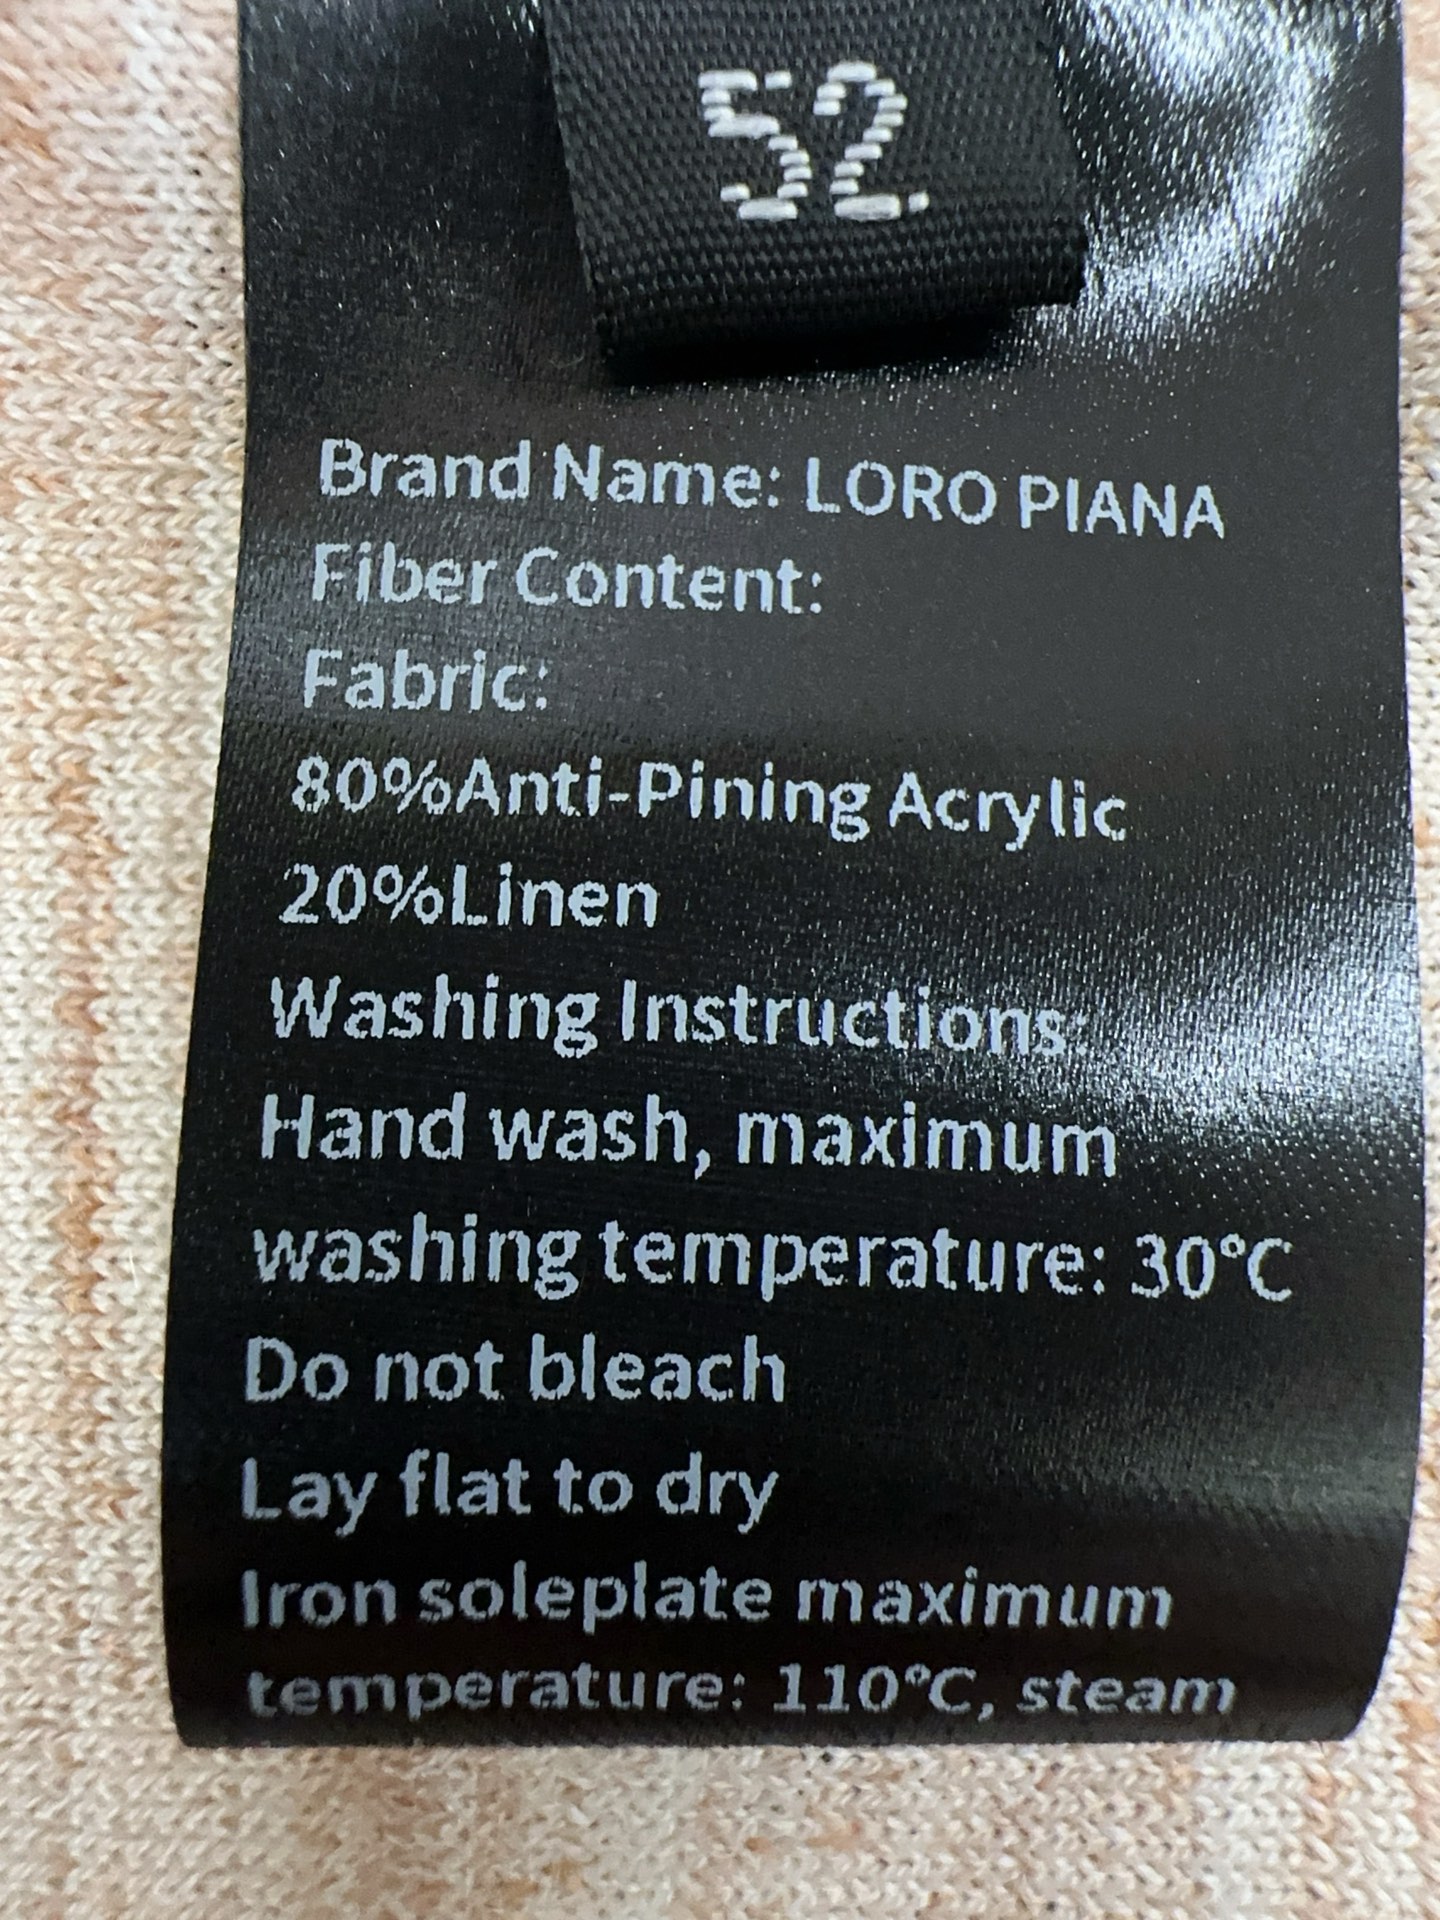 52
Brand Name: LORO PIANA
Fiber Content:
Fabric:
80%Anti-Pining Acrylic
20%Linen
Washing Instructions:
Hand wash, maximum
washing temperature: 30°C
Do not bleach
Lay flat to dry
Iron soleplate maximum
temperature: 110°C, steam